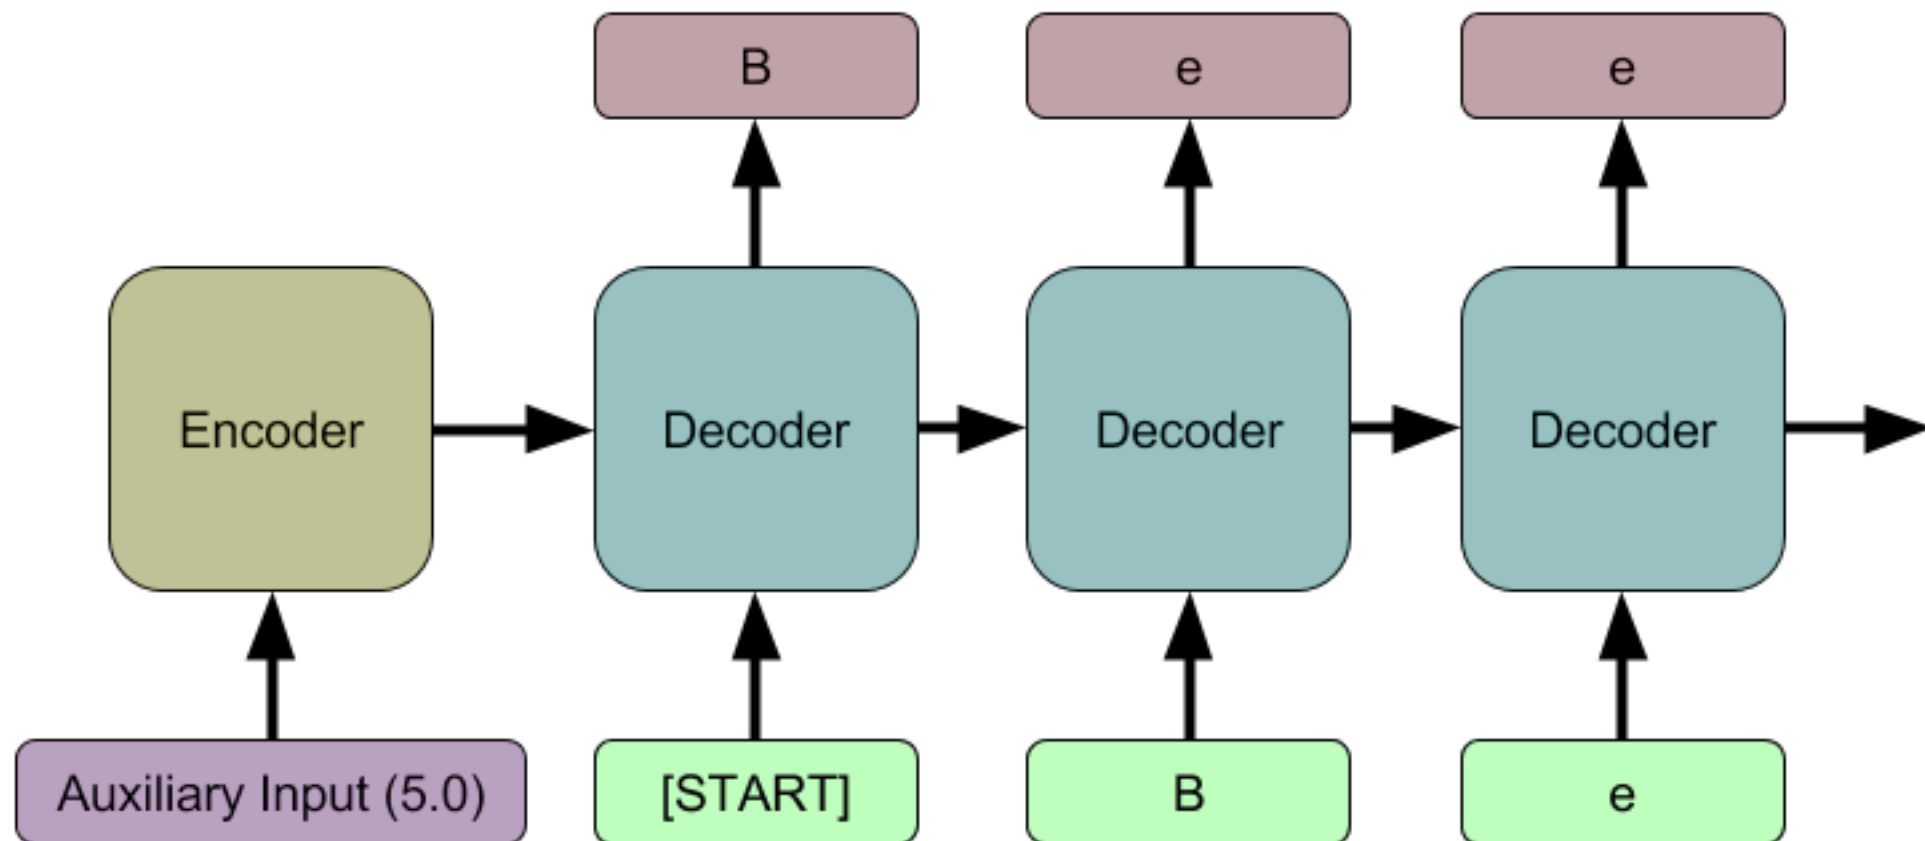 B
e
e
Encoder
Decoder
Decoder
Decoder
Auxiliary Input (5.0)
[START]
B
e